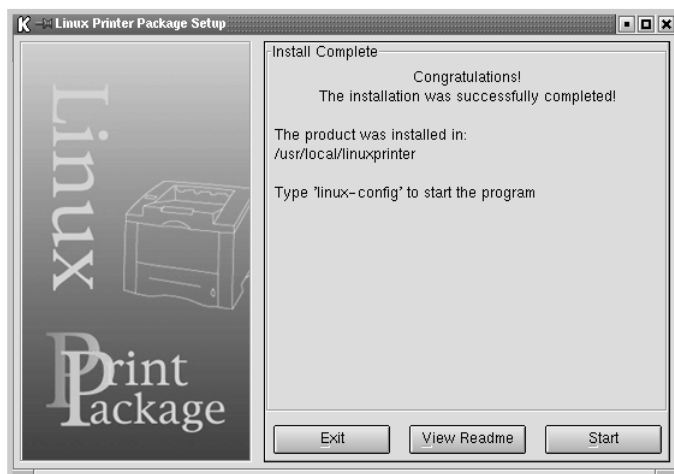 K Linux Printer Package Setup
Linux
Print
Package
Install Complete
Congratulations!
The installation was successfully completed!
The product was installed in:
/usr/local/linuxprinter
Type 'linux-config' to start the program
Exit
View Readme
Start